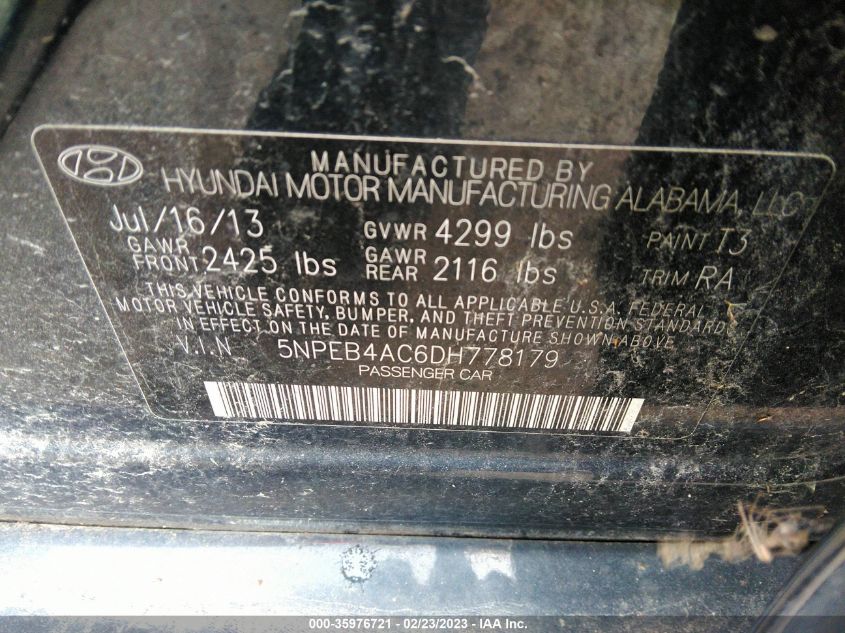 MANUFACTURED BY
HYUNDAI MOTOR MANUFACTURING ALABAMA, LLC
Jul/16/13 GVWR 4299 lbs PAINT T3
GAWR FRONT 2425 lbs GAWR REAR 2116 lbs TRIM RA
THIS VEHICLE CONFORMS TO ALL APPLICABLE U.S.A. FEDERAL
MOTOR VEHICLE SAFETY, BUMPER, AND THEFT PREVENTION STANDARDS
IN EFFECT ON THE DATE OF MANUFACTURE SHOWN ABOVE
V.I.N 5NPEB4AC6DH778179
PASSENGER CAR
000-35976721 - 02/23/2023 - IAA Inc.